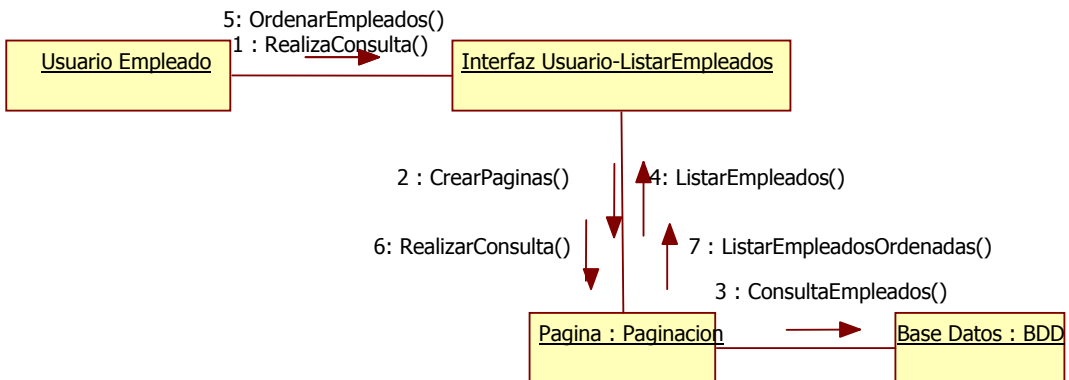 5: OrdenarEmpleados()
1 : RealizaConsulta()
Usuario Empleado
Interfaz Usuario-ListarEmpleados
2 : CrearPaginas()
4: ListarEmpleados()
6: RealizarConsulta()
7 : ListarEmpleadosOrdenadas()
3 : ConsultaEmpleados()
Pagina : Paginacion
Base Datos : BDD